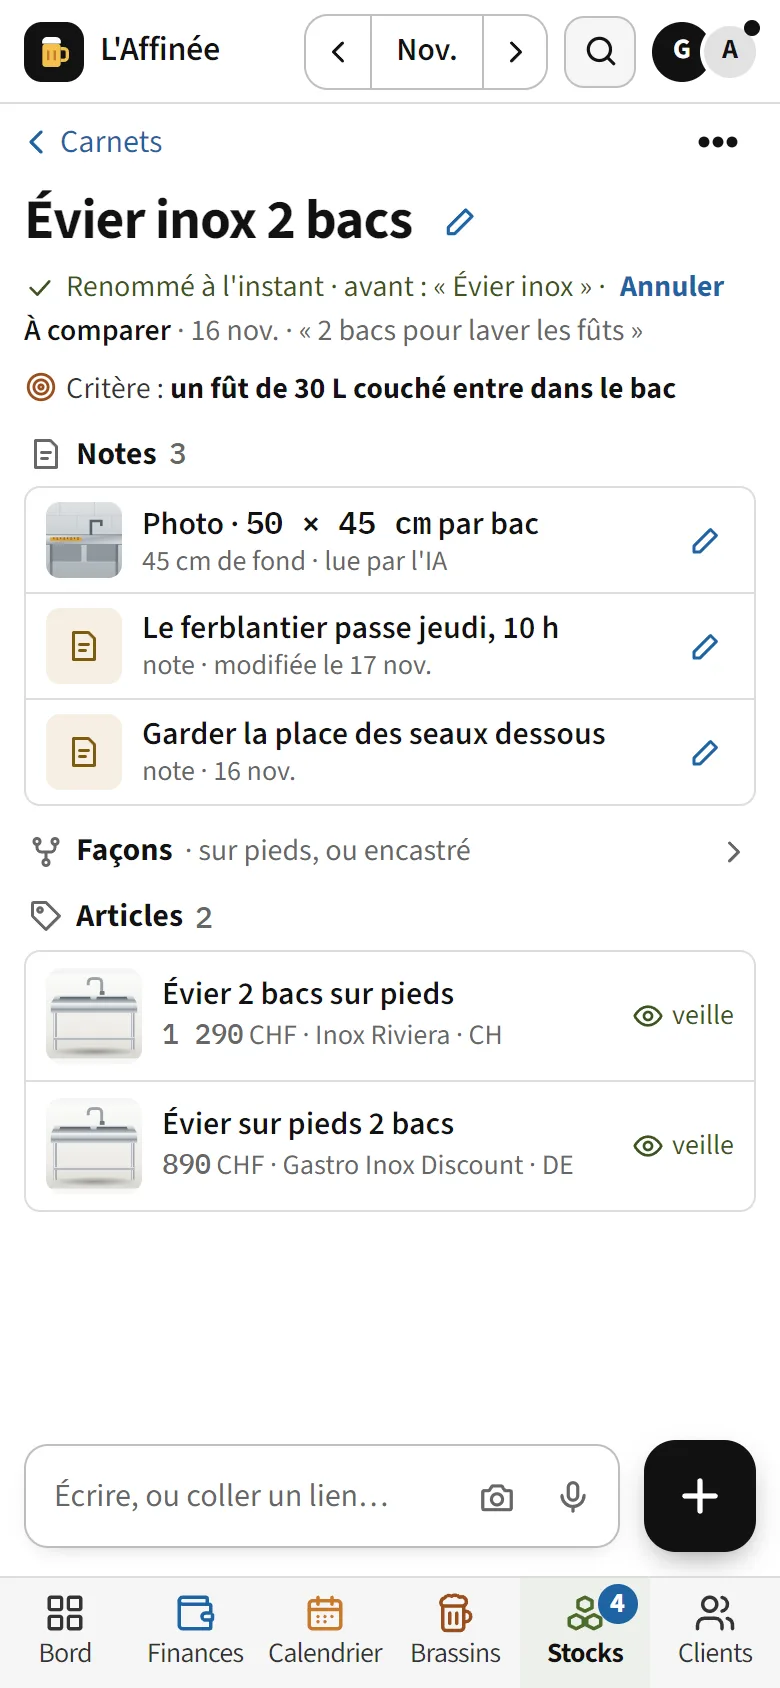 L'Affinée
Nov.
G
A
Carnets
Évier inox 2 bacs
Renommé à l'instant · avant : « Évier inox » · Annuler
À comparer · 16 nov. · « 2 bacs pour laver les fûts »
Critère : un fût de 30 L couché entre dans le bac
Notes 3
Photo · 50 × 45 cm par bac
45 cm de fond · lue par l'IA
Le ferblantier passe jeudi, 10 h
note · modifiée le 17 nov.
Garder la place des seaux dessous
note · 16 nov.
Façons · sur pieds, ou encastré
Articles 2
Évier 2 bacs sur pieds
1 290 CHF · Inox Riviera · CH
veille
Évier sur pieds 2 bacs
890 CHF · Gastro Inox Discount · DE
veille
Écrire, ou coller un lien…
4
Bord
Finances
Calendrier
Brassins
Stocks
Clients